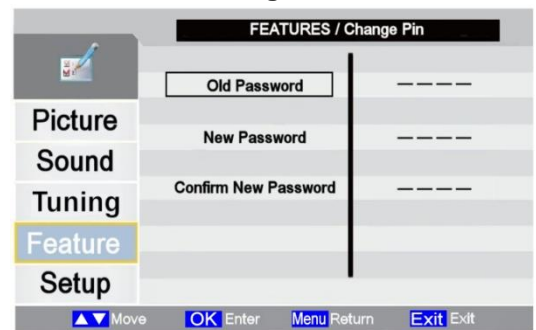 FEATURES / Change Pin
Old Password ————
New Password ————
Confirm New Password ————
Picture
Sound
Tuning
Feature
Setup
▲▼ Move OK Enter Menu Return Exit Exit